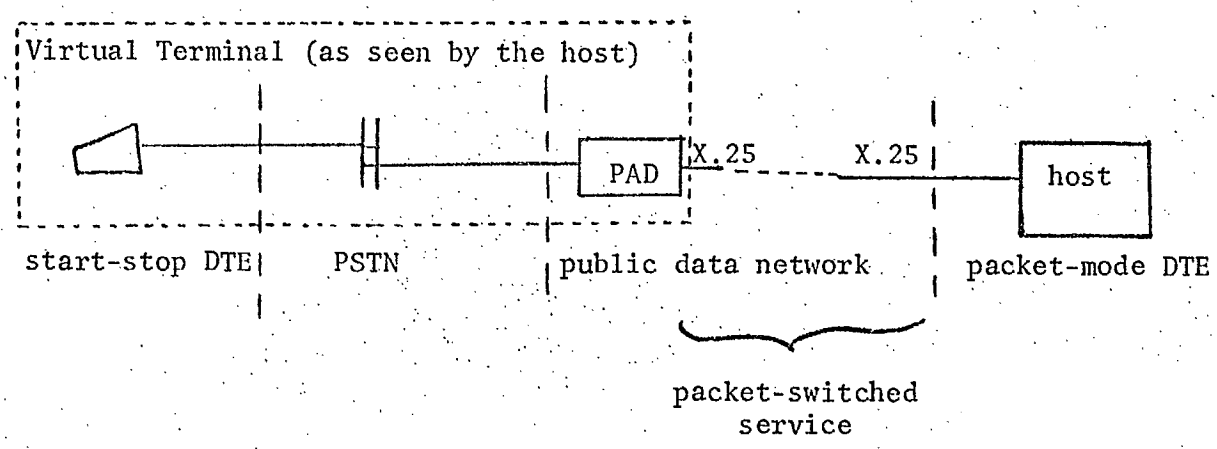 Virtual Terminal (as seen by the host)
X.25
X.25
PAD
host
start-stop DTE
PSTN
public data network
packet-mode DTE
packet-switched
service